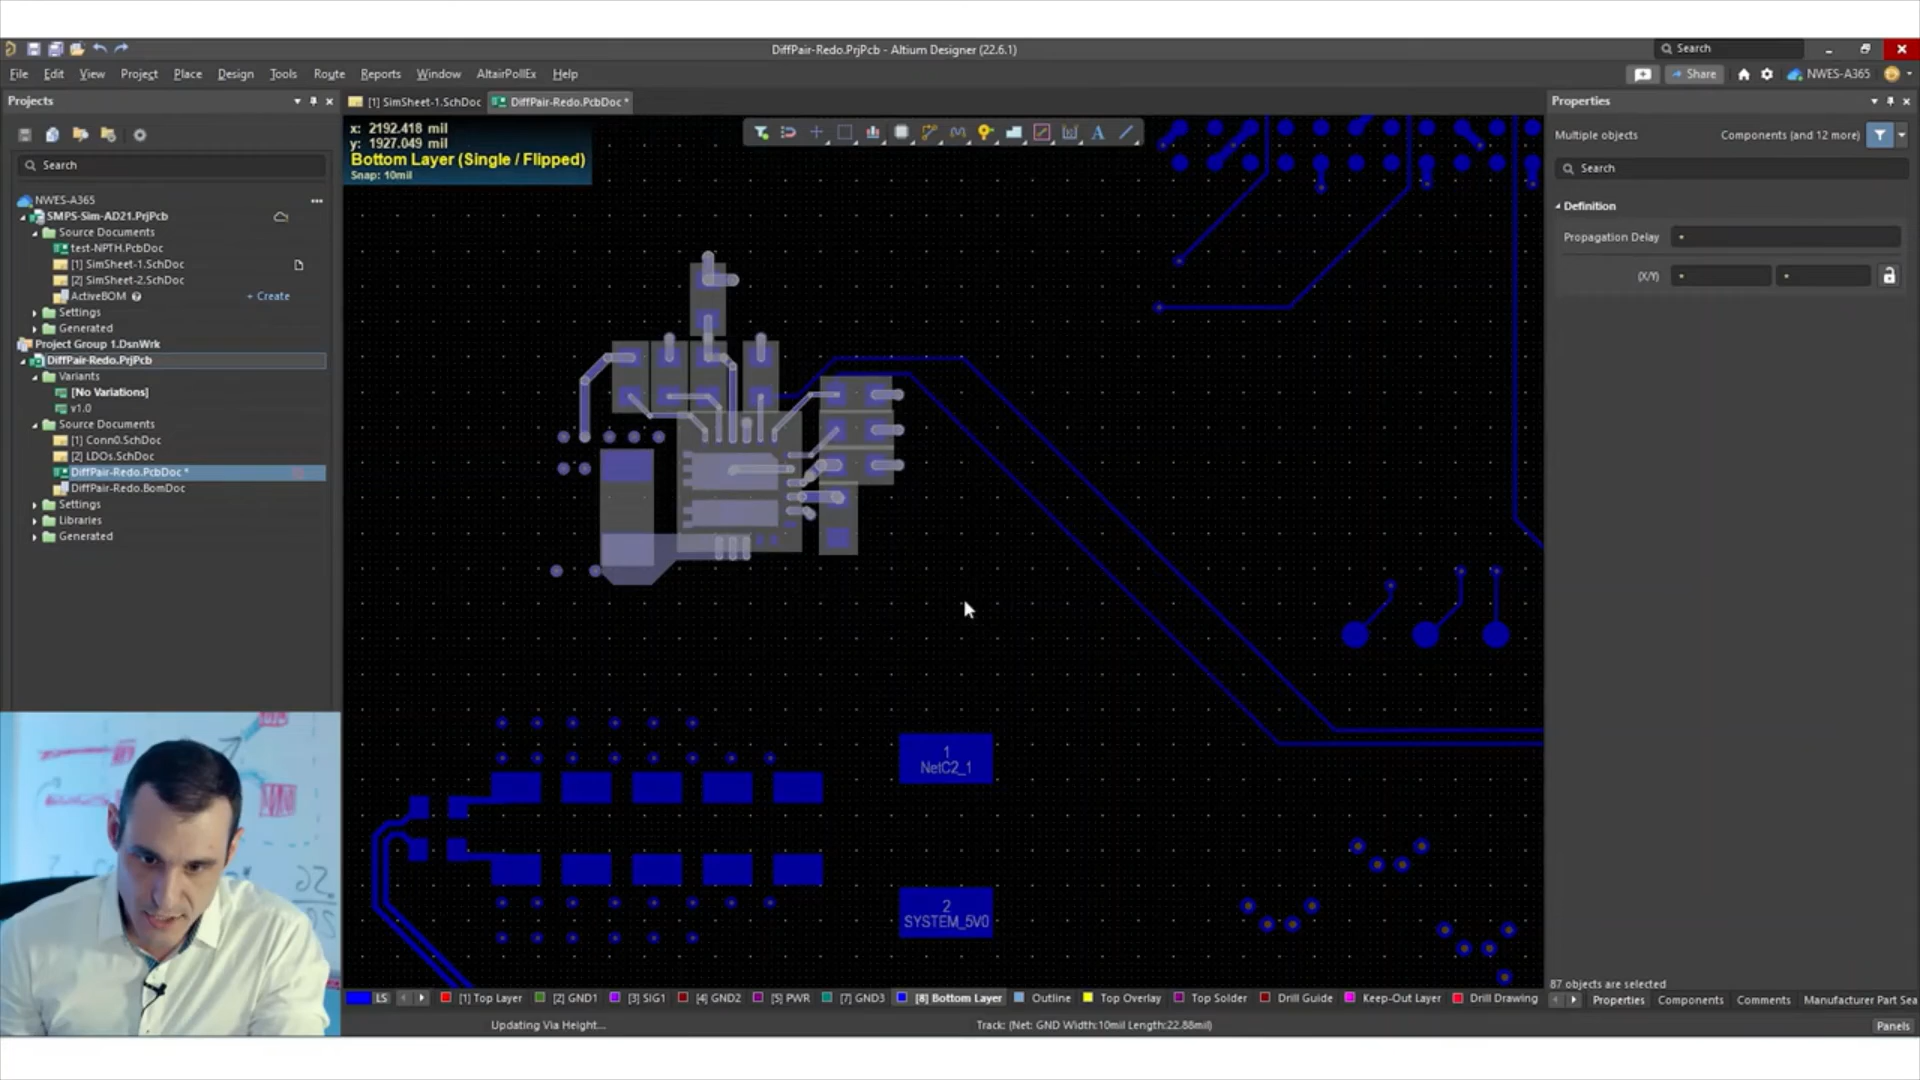 DiffPair-Redo.PrjPcb - Altium Designer (22.6.1)
Search
File Edit View Project Place Design Tools Route Reports Window AltairPollEx Help
Share
NWES-A365
Projects
[1] SimSheet-1.SchDoc
DiffPair-Redo.PcbDoc *
Properties
x: 2192.418 mil
y: 1927.049 mil
Bottom Layer (Single / Flipped)
Snap: 10mil
Multiple objects
Components (and 12 more)
Search
Search
Definition
Propagation Delay
(X/Y)
NWES-A365
SMPS-Sim-AD21.PrjPcb
Source Documents
test-NPTH.PcbDoc
[1] SimSheet-1.SchDoc
[2] SimSheet-2.SchDoc
ActiveBOM
+ Create
Settings
Generated
Project Group 1.DsnWrk
DiffPair-Redo.PrjPcb
Variants
[No Variations]
v1.0
Source Documents
[1] Conn0.SchDoc
[2] LDOs.SchDoc
DiffPair-Redo.PcbDoc *
DiffPair-Redo.BomDoc
Settings
Libraries
Generated
1
NetC2_1
2
SYSTEM_5V0
87 objects are selected
LS
[1] Top Layer
[2] GND1
[3] SIG1
[4] GND2
[5] PWR
[7] GND3
[8] Bottom Layer
Outline
Top Overlay
Top Solder
Drill Guide
Keep-Out Layer
Drill Drawing
Properties
Components
Comments
Manufacturer Part Sea
Updating Via Height...
Track: (Net: GND Width:10mil Length:22.88mil)
Panels